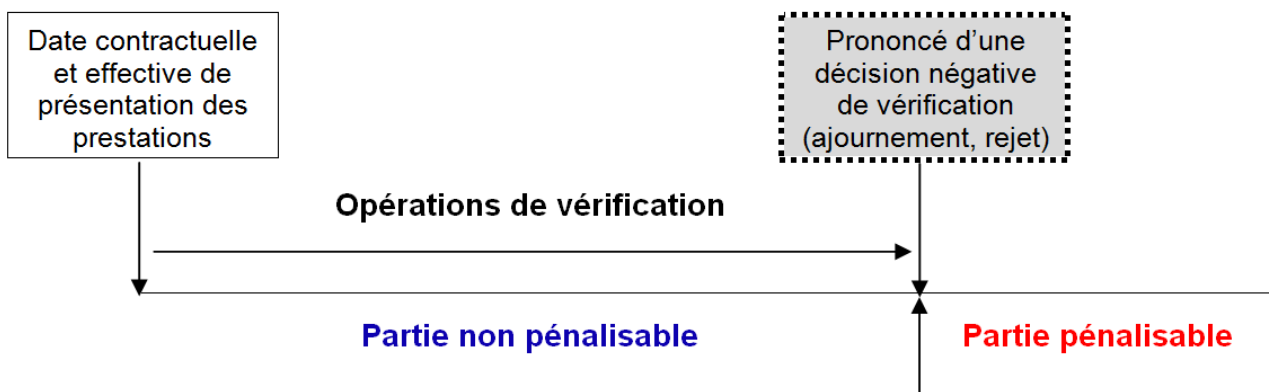 Date contractuelle
et effective de
présentation des
prestations
Prononcé d’une
décision négative
de vérification
(ajournement, rejet)
Opérations de vérification
Partie non pénalisable
Partie pénalisable